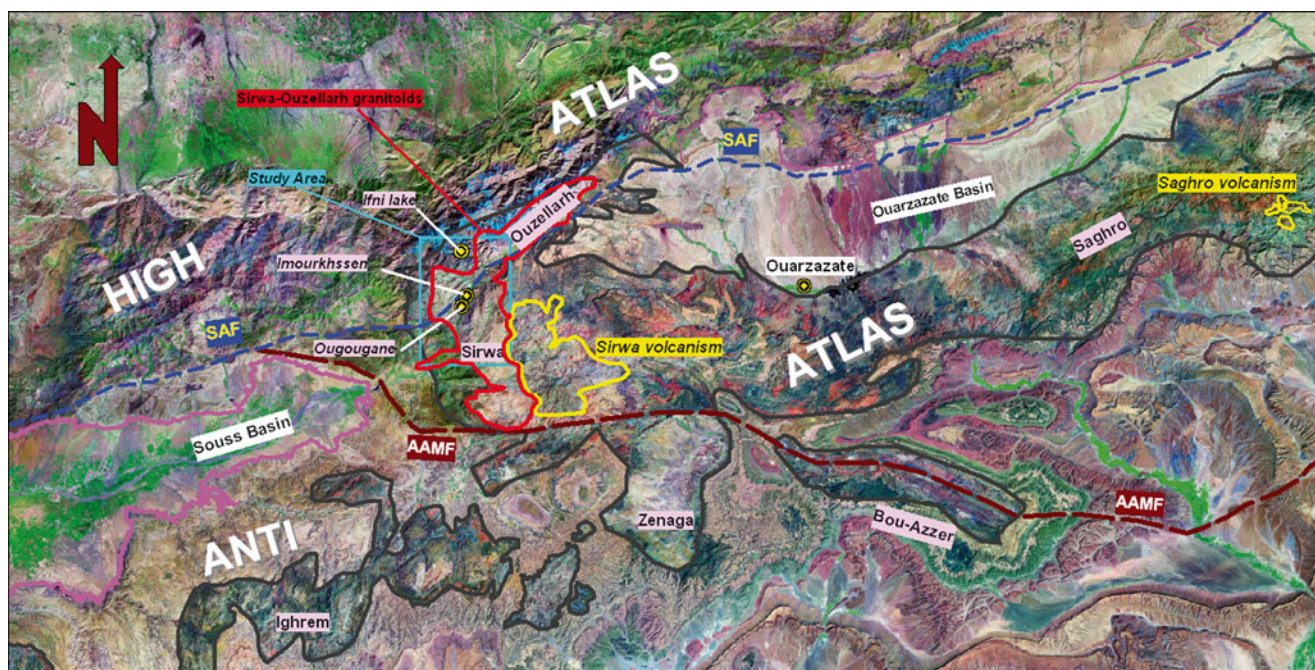 N
HIGH
ATLAS
Sirwa-Ouzellarh granitoids
Study Area
Ifni lake
Ouzellarh
SAF
Ouarzazate Basin
Saghro volcanism
Saghro
Imourkhssen
Ouarzazate
SAF
Ougougane
Sirwa
Sirwa volcanism
ATLAS
Souss Basin
AAMF
ANTI
Zenaga
Bou-Azzer
AAMF
Ighrem